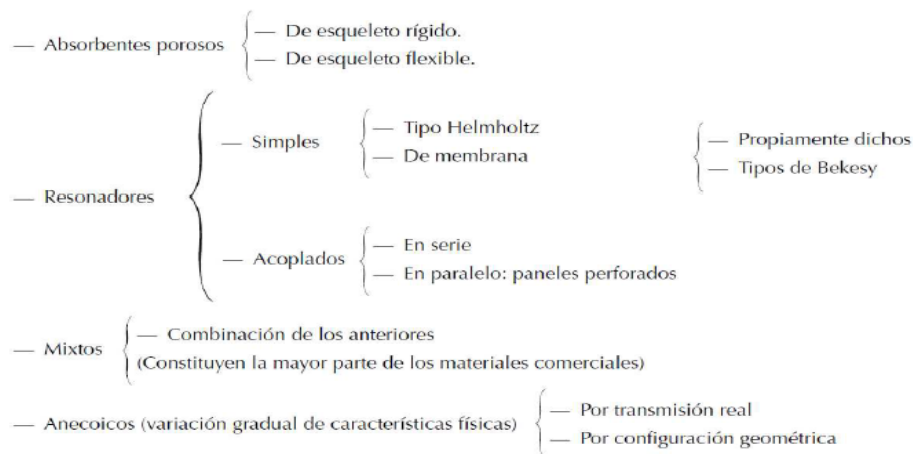 — Absorbentes porosos
— De esqueleto rígido.
— De esqueleto flexible.
— Resonadores
— Simples
— Tipo Helmholtz
— De membrana
— Propiamente dichos
— Tipos de Bekesy
— Acoplados
— En serie
— En paralelo: paneles perforados
— Mixtos
— Combinación de los anteriores
(Constituyen la mayor parte de los materiales comerciales)
— Anecoicos (variación gradual de características físicas)
— Por transmisión real
— Por configuración geométrica